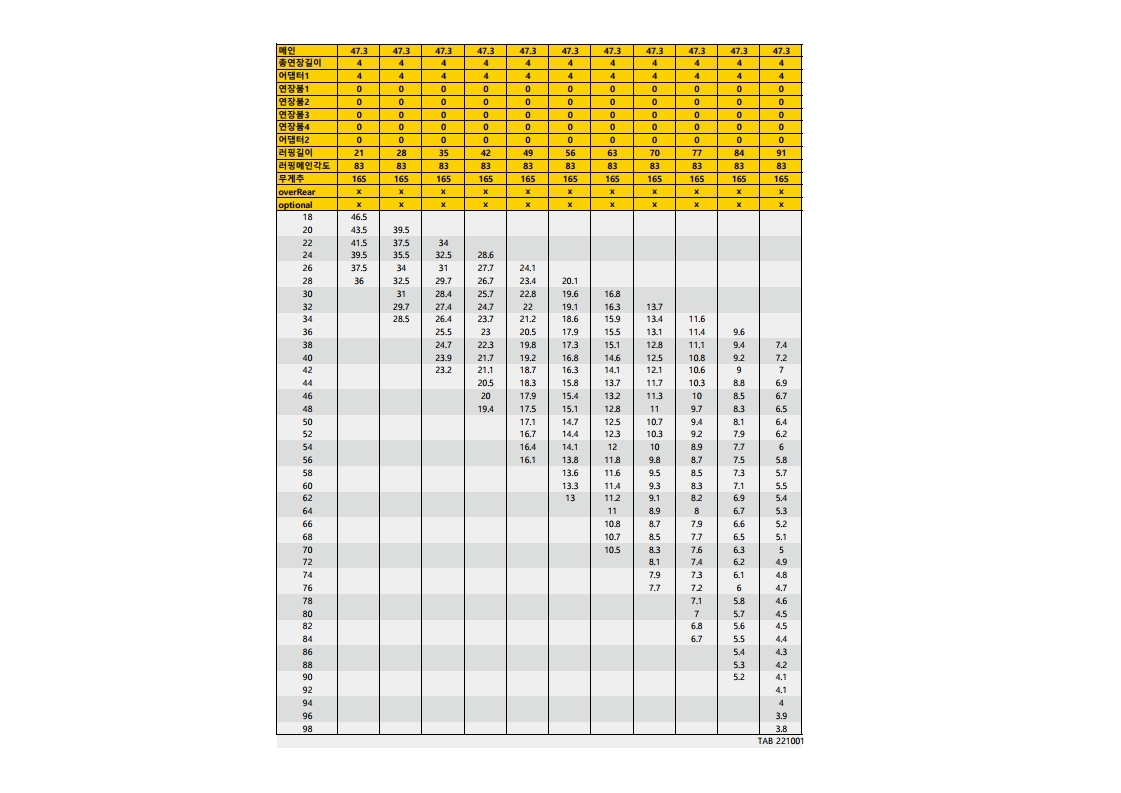 메인 47.3 47.3 47.3 47.3 47.3 47.3 47.3 47.3 47.3 47.3 47.3
총연장길이 4 4 4 4 4 4 4 4 4 4 4
어댑터1 4 4 4 4 4 4 4 4 4 4 4
연장붐1 0 0 0 0 0 0 0 0 0 0 0
연장붐2 0 0 0 0 0 0 0 0 0 0 0
연장붐3 0 0 0 0 0 0 0 0 0 0 0
연장붐4 0 0 0 0 0 0 0 0 0 0 0
어댑터2 0 0 0 0 0 0 0 0 0 0 0
러핑길이 21 28 35 42 49 56 63 70 77 84 91
러핑메인각도 83 83 83 83 83 83 83 83 83 83 83
무게추 165 165 165 165 165 165 165 165 165 165 165
overRear x x x x x x x x x x x
optional x x x x x x x x x x x
18 46.5
20 43.5 39.5
22 41.5 37.5 34
24 39.5 35.5 32.5 28.6
26 37.5 34 31 27.7 24.1
28 36 32.5 29.7 26.7 23.4 20.1
30 31 28.4 25.7 22.8 19.6 16.8
32 29.7 27.4 24.7 22 19.1 16.3 13.7
34 28.5 26.4 23.7 21.2 18.6 15.9 13.4 11.6
36 25.5 23 20.5 17.9 15.5 13.1 11.4 9.6
38 24.7 22.3 19.8 17.3 15.1 12.8 11.1 9.4 7.4
40 23.9 21.7 19.2 16.8 14.6 12.5 10.8 9.2 7.2
42 23.2 21.1 18.7 16.3 14.1 12.1 10.6 9 7
44 20.5 18.3 15.8 13.7 11.7 10.3 8.8 6.9
46 20 17.9 15.4 13.2 11.3 10 8.5 6.7
48 19.4 17.5 15.1 12.8 11 9.7 8.3 6.5
50 17.1 14.7 12.5 10.7 9.4 8.1 6.4
52 16.7 14.4 12.3 10.3 9.2 7.9 6.2
54 16.4 14.1 12 10 8.9 7.7 6
56 16.1 13.8 11.8 9.8 8.7 7.5 5.8
58 13.6 11.6 9.5 8.5 7.3 5.7
60 13.3 11.4 9.3 8.3 7.1 5.5
62 13 11.2 9.1 8.2 6.9 5.4
64 11 8.9 8 6.7 5.3
66 10.8 8.7 7.9 6.6 5.2
68 10.7 8.5 7.7 6.5 5.1
70 10.5 8.3 7.6 6.3 5
72 8.1 7.4 6.2 4.9
74 7.9 7.3 6.1 4.8
76 7.7 7.2 6 4.7
78 7.1 5.8 4.6
80 7 5.7 4.5
82 6.8 5.6 4.5
84 6.7 5.5 4.4
86 5.4 4.3
88 5.3 4.2
90 5.2 4.1
92 4.1
94 4
96 3.9
98 3.8
TAB 221001